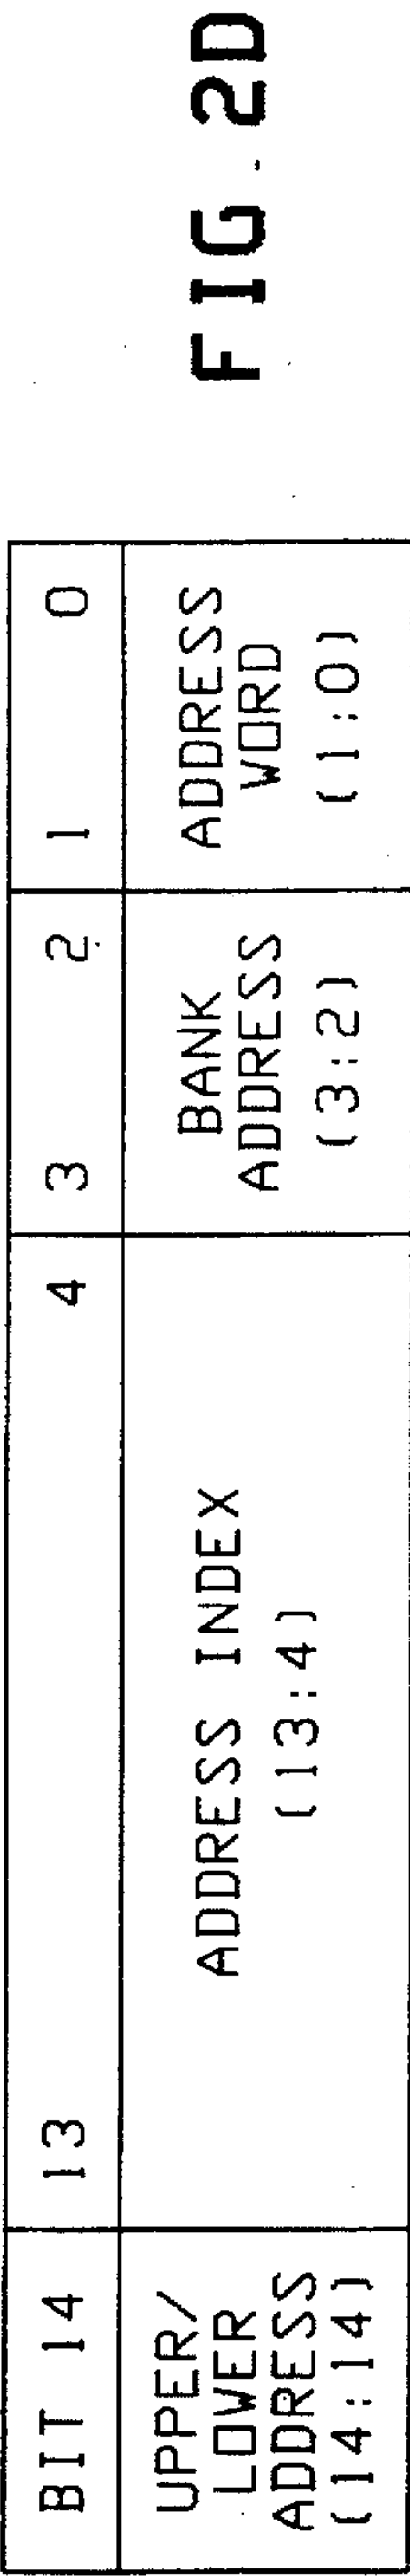 BIT 14 13 4 3 2 1 0
UPPER/
LOWER
ADDRESS
(14:14)
ADDRESS INDEX
(13:4)
BANK
ADDRESS
(3:2)
ADDRESS
WORD
(1:0)
FIG. 2D